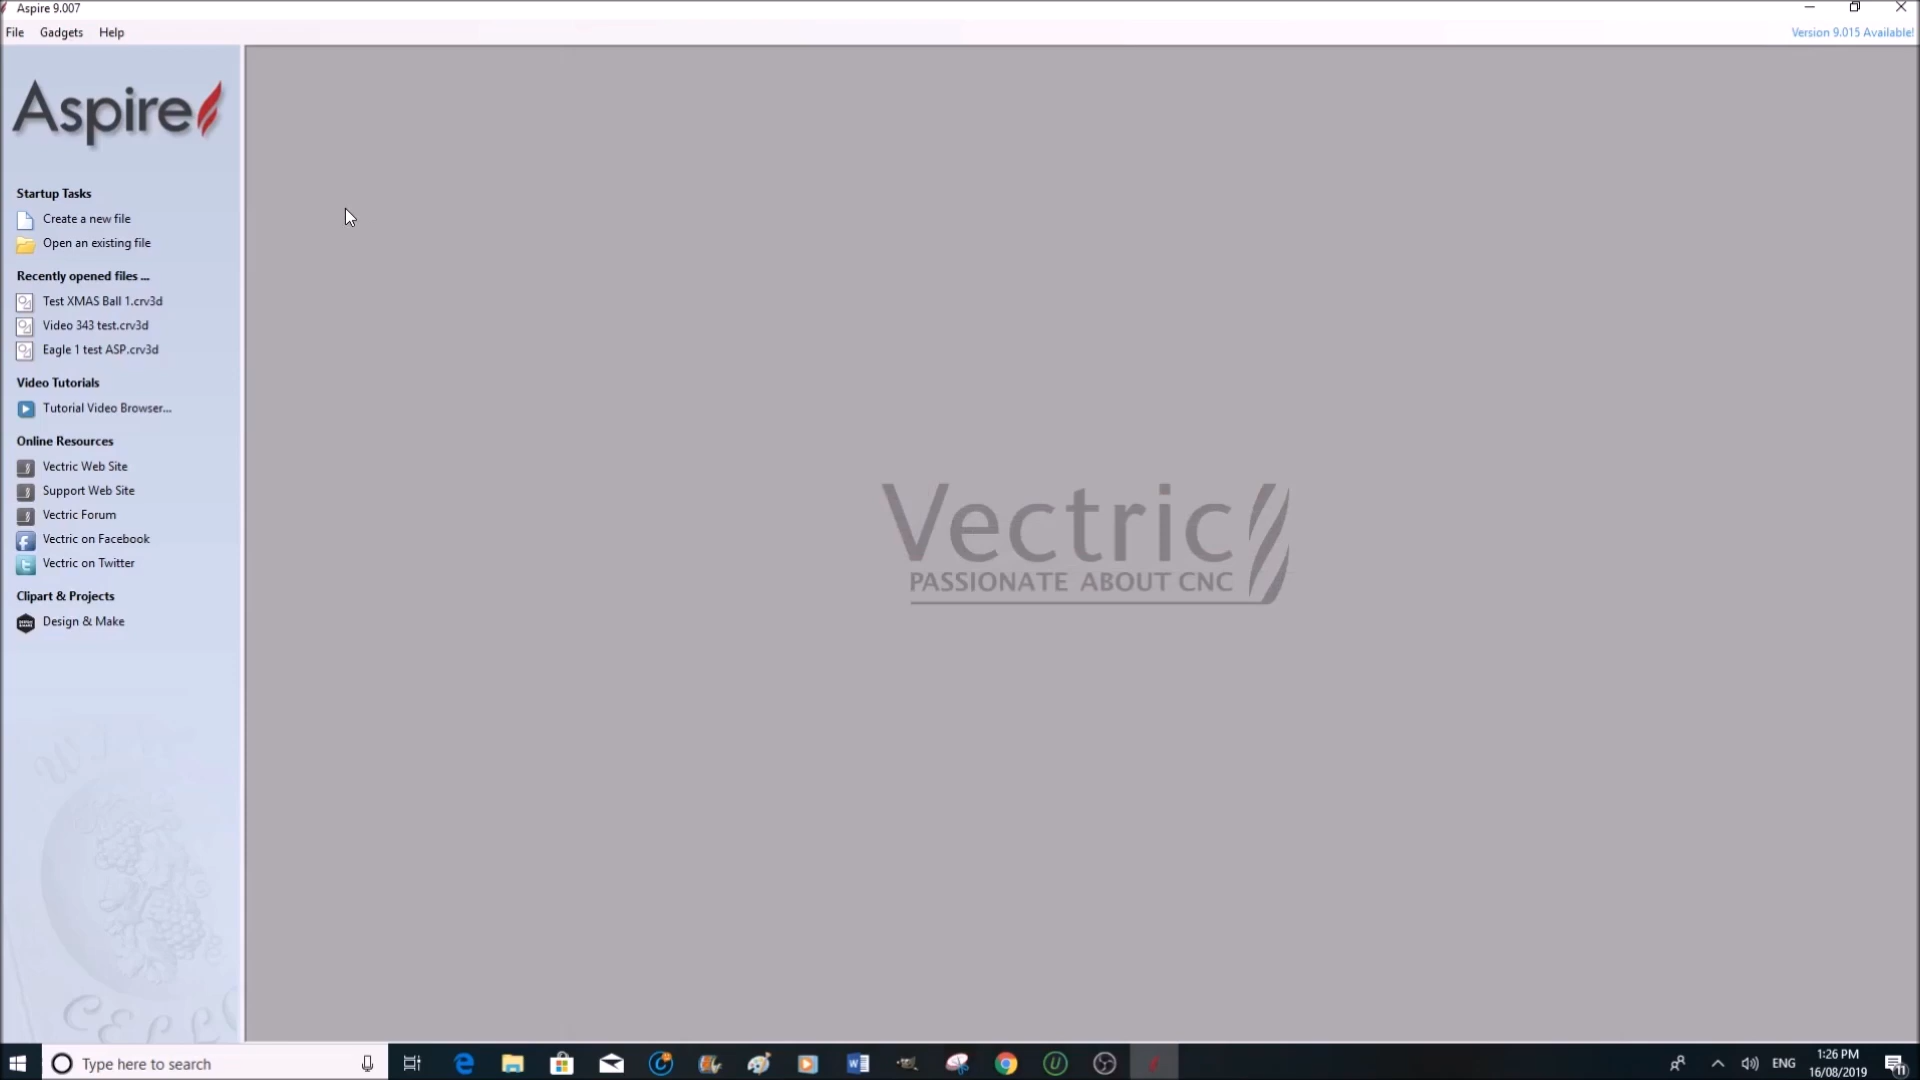 Aspire 9.007
File Gadgets Help
Version 9.015 Available!
Aspire
Startup Tasks
Create a new file
Open an existing file
Recently opened files ...
Test XMAS Ball 1.crv3d
Video 343 test.crv3d
Eagle 1 test ASP.crv3d
Video Tutorials
Tutorial Video Browser...
Online Resources
Vectric Web Site
Support Web Site
Vectric Forum
Vectric on Facebook
Vectric on Twitter
Clipart & Projects
Design & Make
Vectric
PASSIONATE ABOUT CNC
Type here to search
ENG
1:26 PM
16/08/2019
11